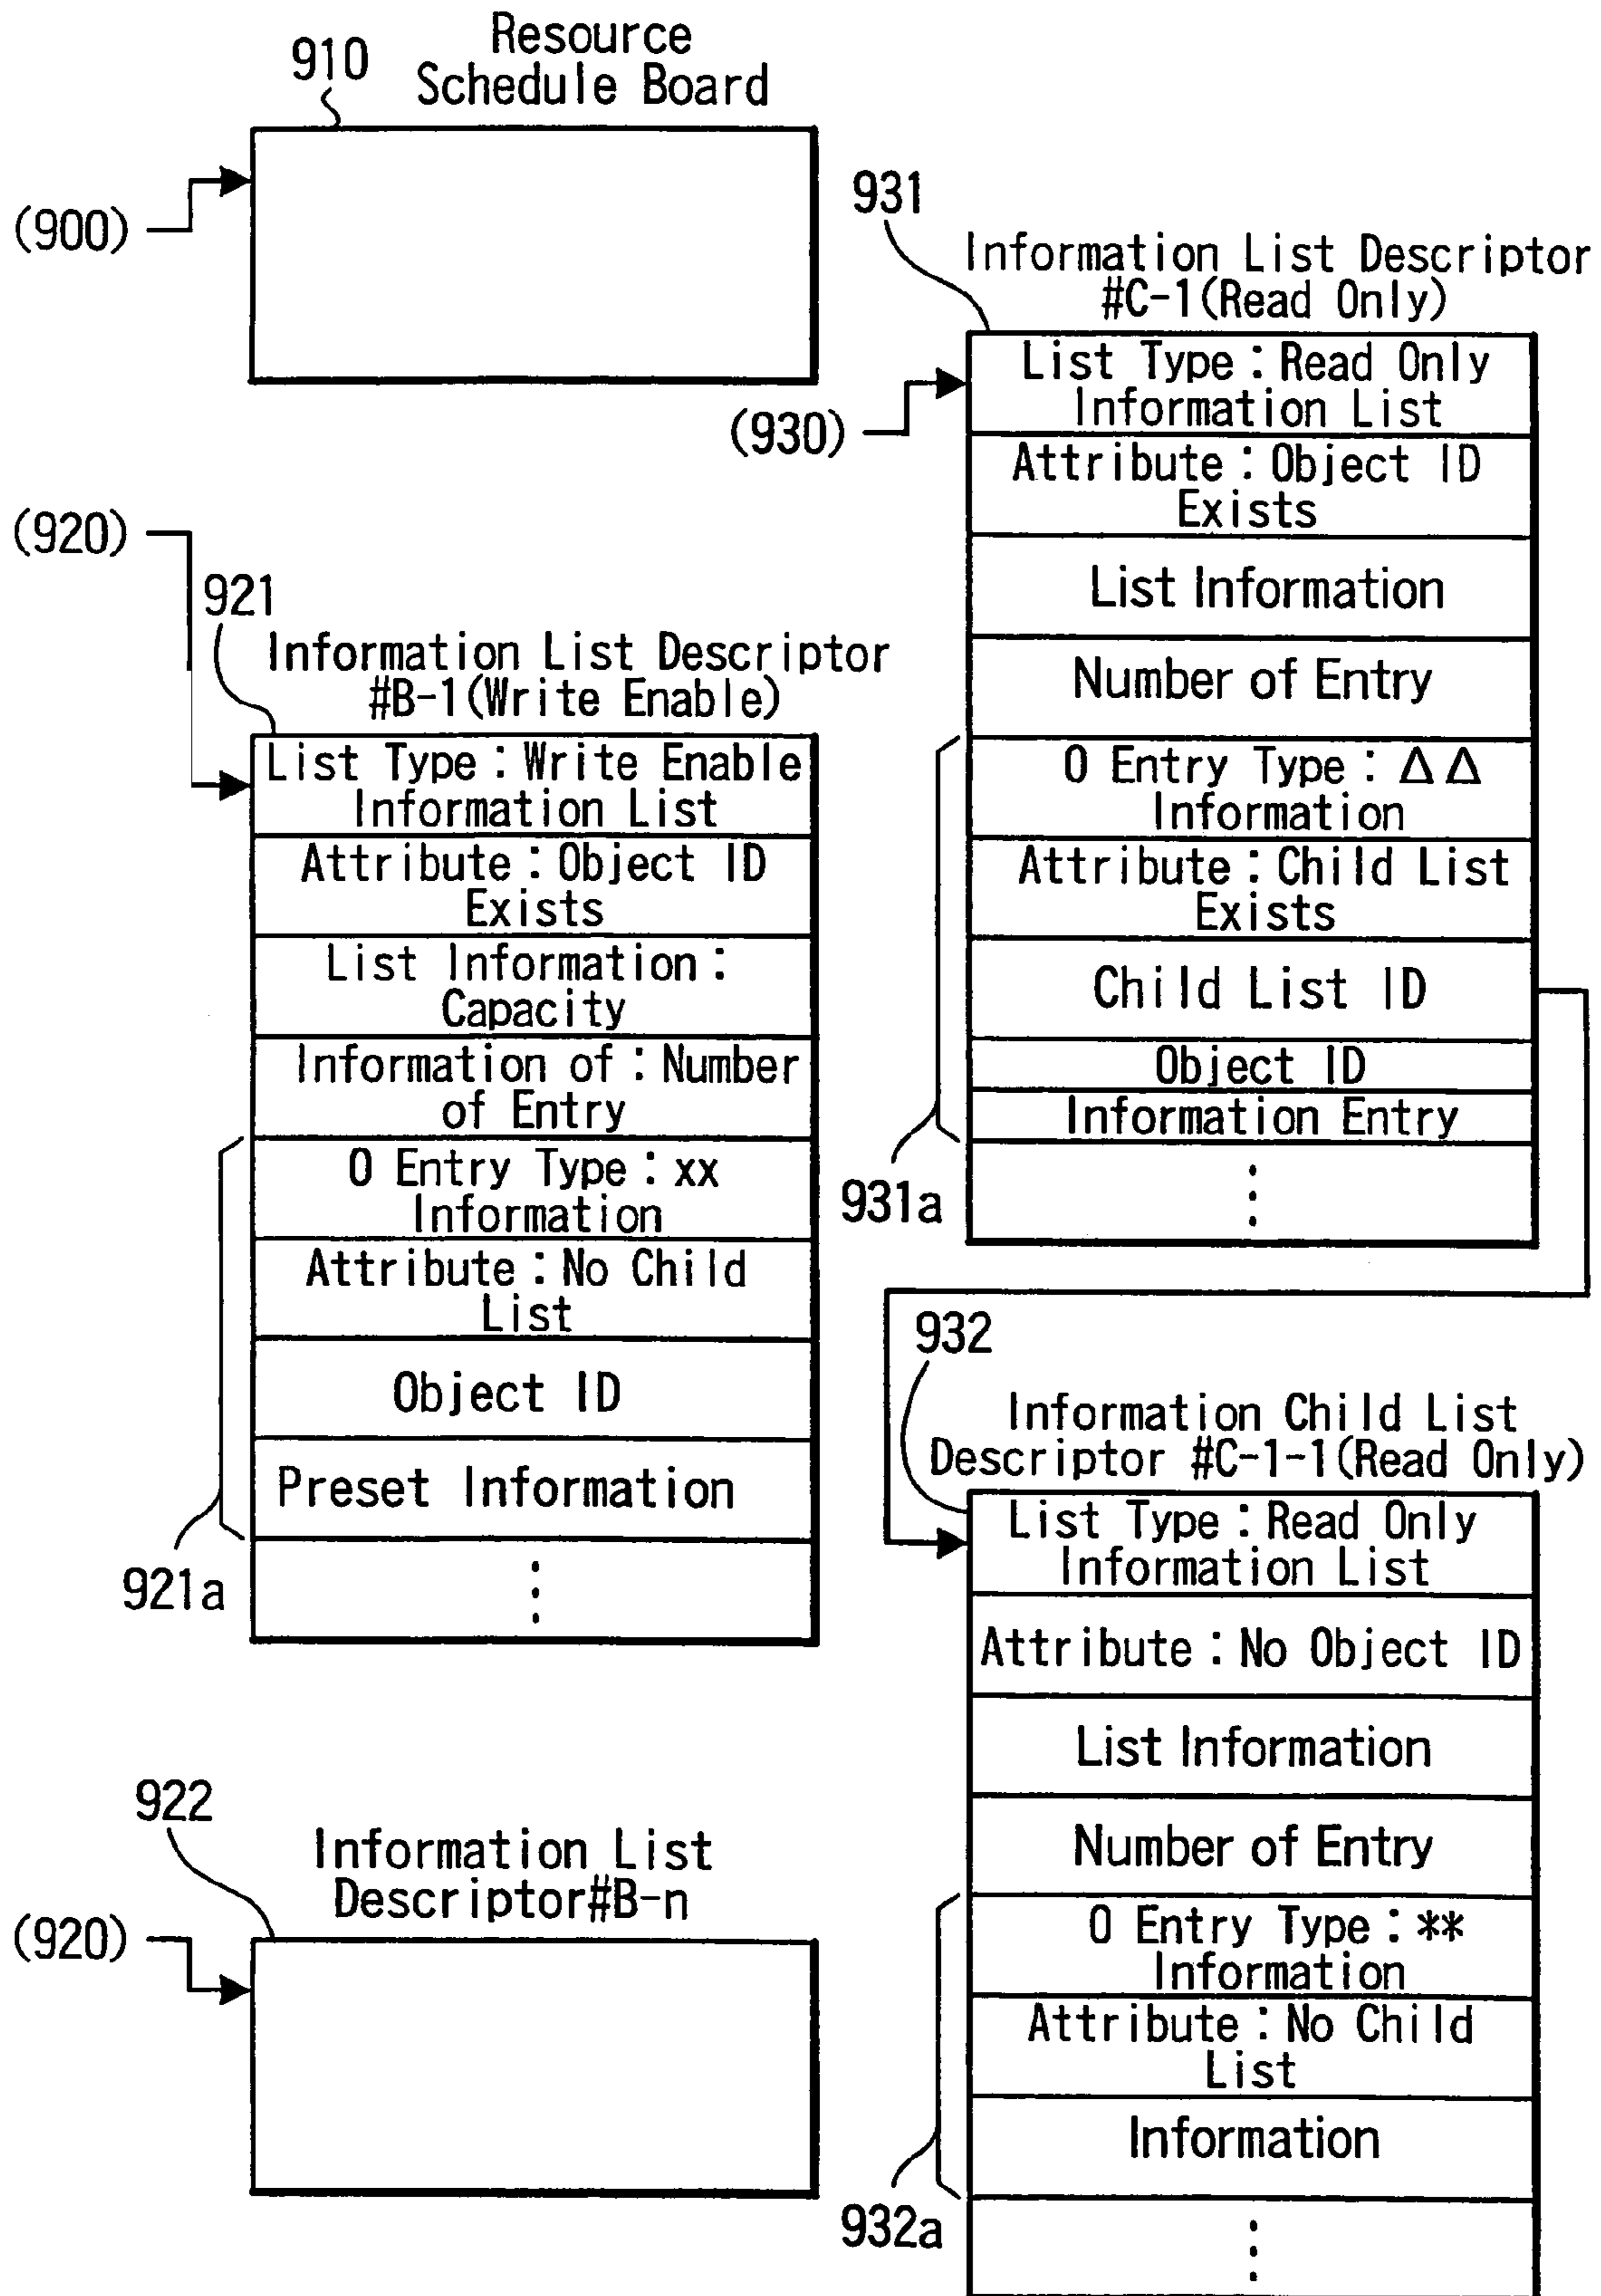 Resource
Schedule Board
910
(900)
(920)
921
Information List Descriptor
#B-1(Write Enable)
List Type:Write Enable
Information List
Attribute:Object ID
Exists
List Information:
Capacity
Information of:Number
of Entry
0 Entry Type:xx
Information
Attribute:No Child
List
Object ID
Preset Information
⋮
921a
922
Information List
Descriptor#B-n
(920)
931
Information List Descriptor
#C-1(Read Only)
(930)
List Type:Read Only
Information List
Attribute:Object ID
Exists
List Information
Number of Entry
0 Entry Type:ΔΔ
Information
Attribute:Child List
Exists
Child List ID
Object ID
Information Entry
⋮
931a
932
Information Child List
Descriptor #C-1-1(Read Only)
List Type:Read Only
Information List
Attribute:No Object ID
List Information
Number of Entry
0 Entry Type:**
Information
Attribute:No Child
List
Information
⋮
932a